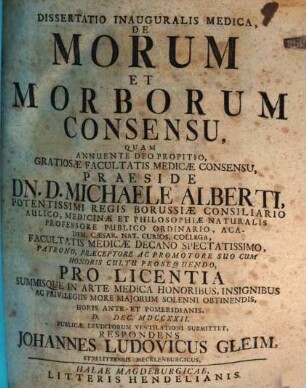 DISSERTATIO INAUGURALIS MEDICA,
DE
MORUM
ET
MORBORUM
CONSENSU,
QUAM
ANNUENTE DEO PROPITIO,
GRATIOSÆ FACULTATIS MEDICÆ CONSENSU,
PRÆSIDE
DN. D. MICHAELE ALBERTI,
POTENTISSIMI REGIS BORUSSIÆ CONSILIARIO
AULICO, MEDICINÆ ET PHILOSOPHIÆ NATURALIS
PROFESSORE PUBLICO ORDINARIO, ACA-
DEM. CÆSAR. NAT. CURIOS. COLLEGA,
FACULTATIS MEDICÆ DECANO SPECTATISSIMO,
PATRONO, PRÆCEPTORE AC PROMOTORE SUO CUM
HONORIS CULTU PROSEQUENDO,
PRO LICENTIA
SUMMISQUE IN ARTE MEDICA HONORIBUS, INSIGNIBUS
AC PRIVILEGIIS MORE MAJORUM SOLENNI OBTINENDIS,
HORIS ANTE- ET POMERIDIANIS.
D. DEC. MDCCXXII.
PUBLICÆ ERUDITORUM VENTILATIONI SUBMITTET,
RESPONDENS
JOHANNES LUDOVICUS GLEIM,
MECKLENBURGICUS,
HALÆ MAGDEBURGICÆ,
LITTERIS HENDELIANIS.